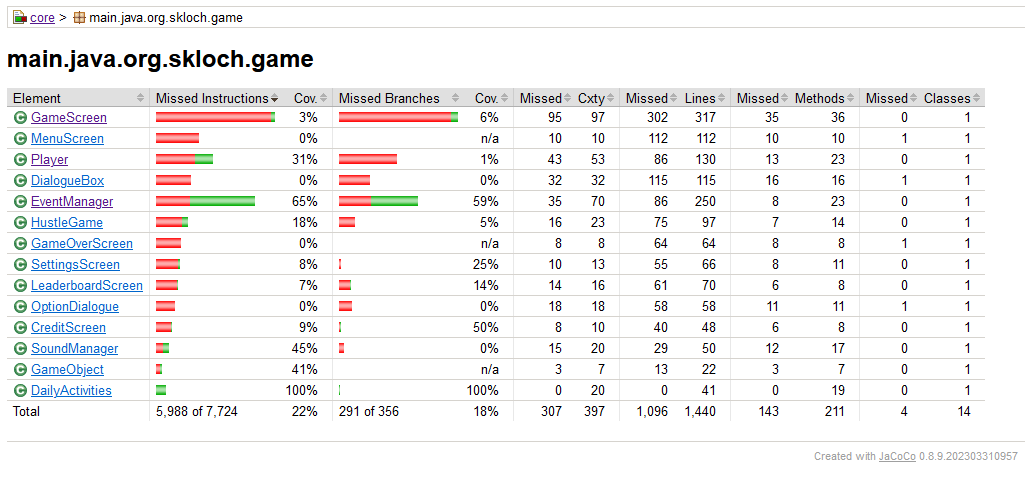 core > main.java.org.skloch.game
main.java.org.skloch.game
Element Missed Instructions Cov. Missed Branches Cov. Missed Cxty Missed Lines Missed Methods Missed Classes
GameScreen 3% 6% 95 97 302 317 35 36 0 1
MenuScreen 0% n/a 10 10 112 112 10 10 1 1
Player 31% 1% 43 53 86 130 13 23 0 1
DialogueBox 0% 0% 32 32 115 115 16 16 1 1
EventManager 65% 59% 35 70 86 250 8 23 0 1
HustleGame 18% 5% 16 23 75 97 7 14 0 1
GameOverScreen 0% n/a 8 8 64 64 8 8 1 1
SettingsScreen 8% 25% 10 13 55 66 8 11 0 1
LeaderboardScreen 7% 14% 14 16 61 70 6 8 0 1
OptionDialogue 0% 0% 18 18 58 58 11 11 1 1
CreditScreen 9% 50% 8 10 40 48 6 8 0 1
SoundManager 45% 0% 15 20 29 50 12 17 0 1
GameObject 41% n/a 3 7 13 22 3 7 0 1
DailyActivities 100% 100% 0 20 0 41 0 19 0 1
Total 5,988 of 7,724 22% 291 of 356 18% 307 397 1,096 1,440 143 211 4 14
Created with JaCoCo 0.8.9.202303310957